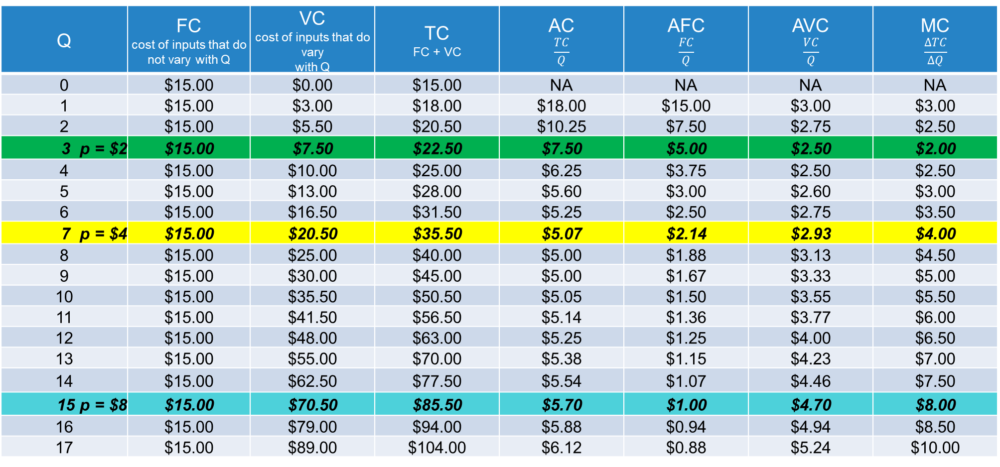 Q FC VC TC AC AFC AVC MC
cost of inputs that do not vary with Q
cost of inputs that do vary with Q
FC + VC
TC/Q FC/Q VC/Q ΔTC/ΔQ
0 $15.00 $0.00 $15.00 NA NA NA NA
1 $15.00 $3.00 $18.00 $18.00 $15.00 $3.00 $3.00
2 $15.00 $5.50 $20.50 $10.25 $7.50 $2.75 $2.50
3 p = $2 $15.00 $7.50 $22.50 $7.50 $5.00 $2.50 $2.00
4 $15.00 $10.00 $25.00 $6.25 $3.75 $2.50 $2.50
5 $15.00 $13.00 $28.00 $5.60 $3.00 $2.60 $3.00
6 $15.00 $16.50 $31.50 $5.25 $2.50 $2.75 $3.50
7 p = $4 $15.00 $20.50 $35.50 $5.07 $2.14 $2.93 $4.00
8 $15.00 $25.00 $40.00 $5.00 $1.88 $3.13 $4.50
9 $15.00 $30.00 $45.00 $5.00 $1.67 $3.33 $5.00
10 $15.00 $35.50 $50.50 $5.05 $1.50 $3.55 $5.50
11 $15.00 $41.50 $56.50 $5.14 $1.36 $3.77 $6.00
12 $15.00 $48.00 $63.00 $5.25 $1.25 $4.00 $6.50
13 $15.00 $55.00 $70.00 $5.38 $1.15 $4.23 $7.00
14 $15.00 $62.50 $77.50 $5.54 $1.07 $4.46 $7.50
15 p = $8 $15.00 $70.50 $85.50 $5.70 $1.00 $4.70 $8.00
16 $15.00 $79.00 $94.00 $5.88 $0.94 $4.94 $8.50
17 $15.00 $89.00 $104.00 $6.12 $0.88 $5.24 $10.00